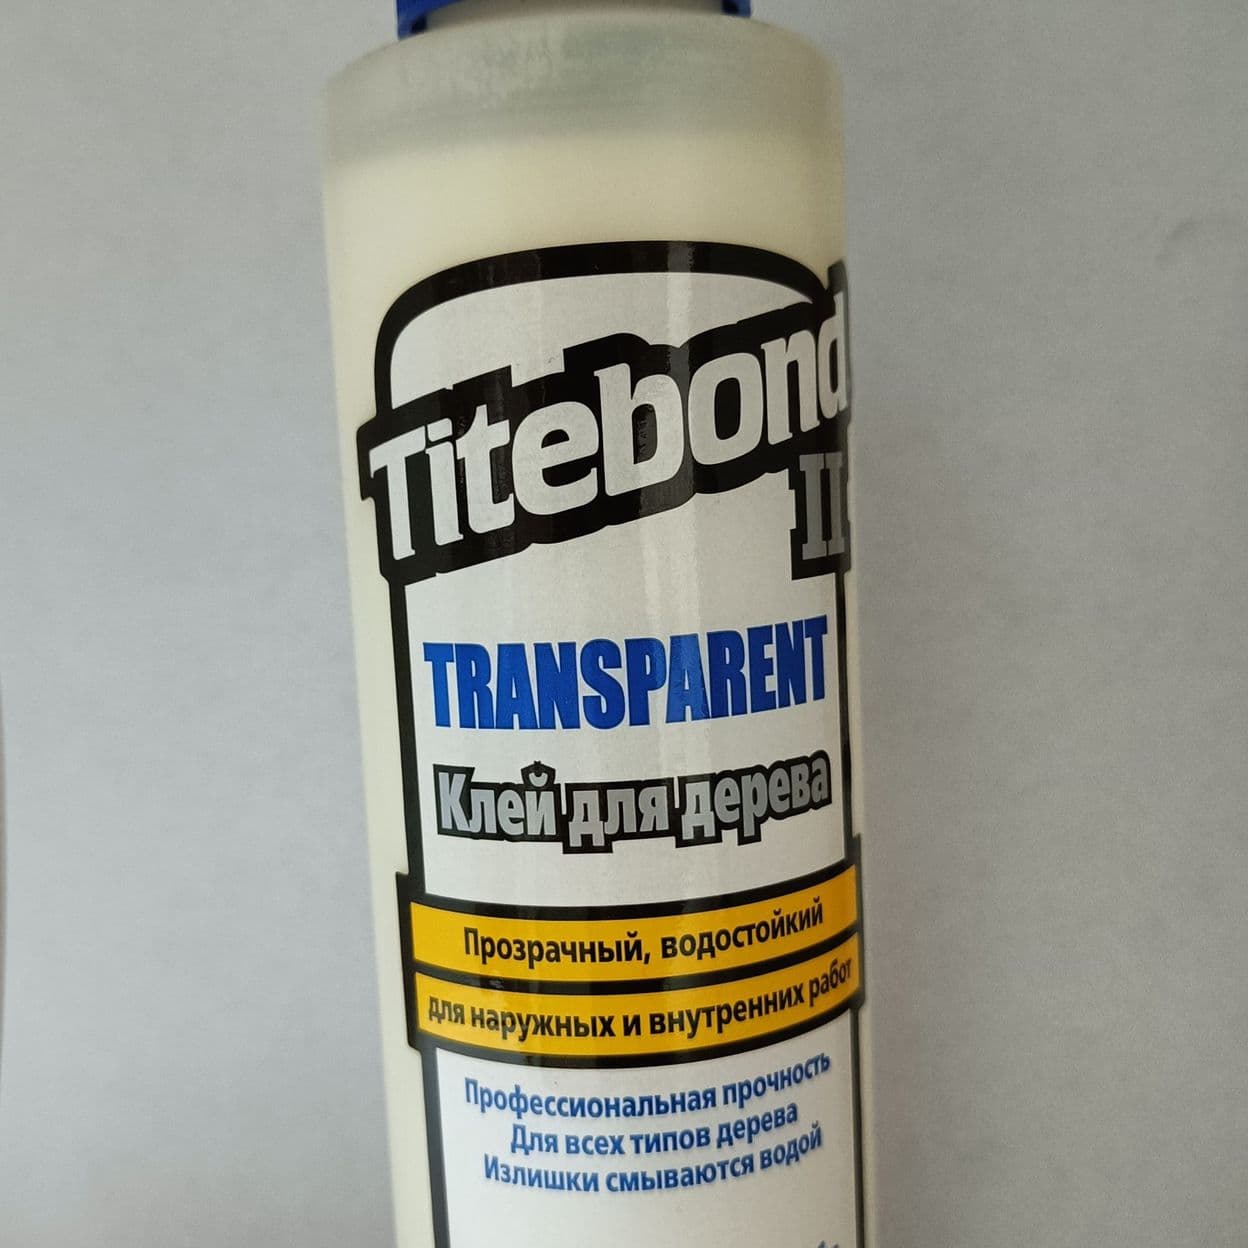 Titebond
II
TRANSPARENT
Клей для дерева
Прозрачный, водостойкий
для наружных и внутренних работ
Профессиональная прочность
Для всех типов дерева
Излишки смываются водой